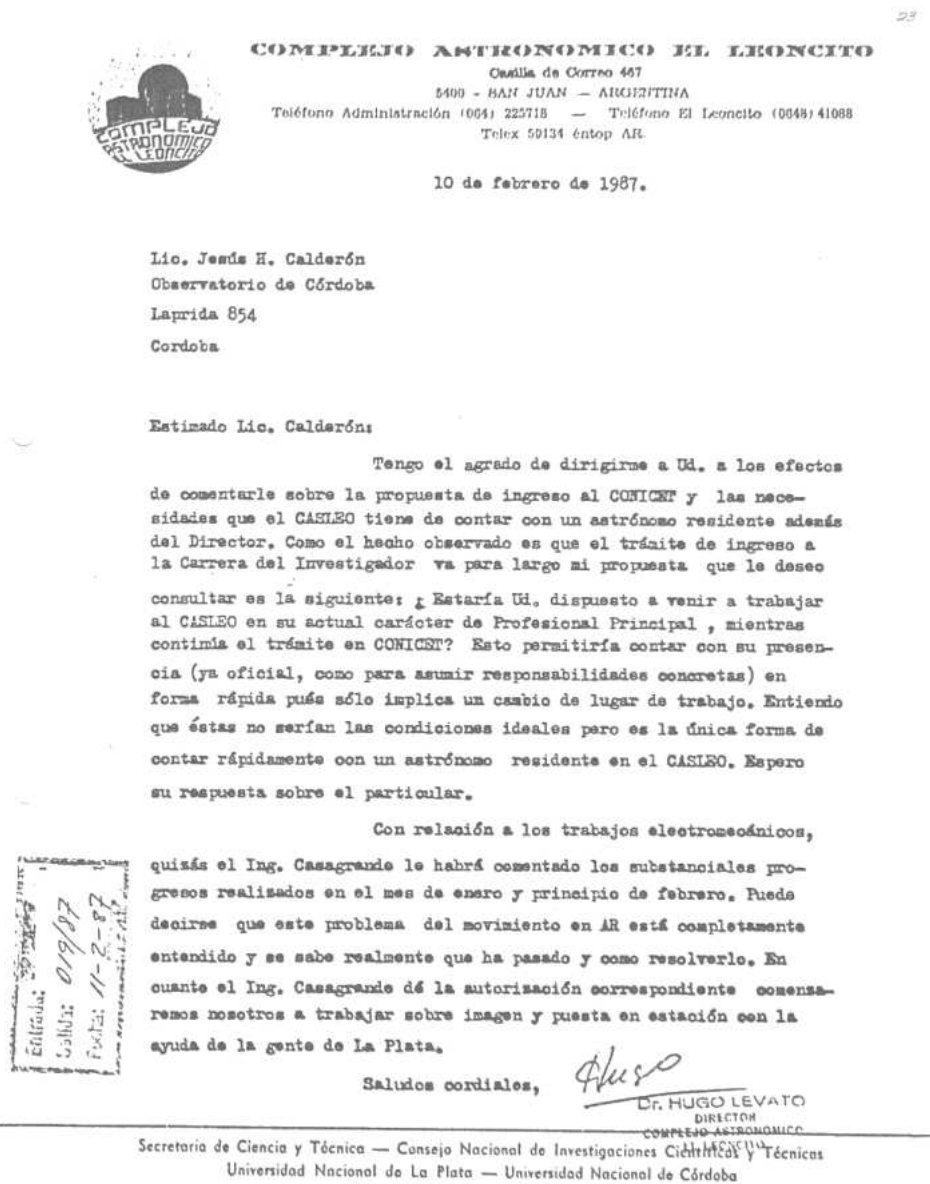 23
COMPLEJO ASTRONOMICO EL LEONCITO
Casilla de Correo 467
5400 - SAN JUAN — ARGENTINA
Teléfono Administración (064) 225718 — Teléfono El Leoncito (0648) 41088
Telex 59134 éntop AR.
COMPLEJO
ASTRONOMICO
EL LEONCITO
10 de febrero de 1987.
Lic. Jesús H. Calderón
Observatorio de Córdoba
Laprida 854
Cordoba
Estimado Lic. Calderón:
Tengo el agrado de dirigirme a Ud. a los efectos
de comentarle sobre la propuesta de ingreso al CONICET y las nece-
sidades que el CASLEO tiene de contar con un astrónomo residente además
del Director. Como el hecho observado es que el trámite de ingreso a
la Carrera del Investigador va para largo mi propuesta que le deseo
consultar es la siguiente: ¿ Estaría Ud. dispuesto a venir a trabajar
al CASLEO en su actual carácter de Profesional Principal , mientras
continúa el trámite en CONICET? Esto permitiría contar con su presen-
cia (ya oficial, como para asumir responsabilidades concretas) en
forma rápida pués sólo implica un cambio de lugar de trabajo. Entiendo
que éstas no serían las condiciones ideales pero es la única forma de
contar rápidamente con un astrónomo residente en el CASLEO. Espero
su respuesta sobre el particular.
Con relación a los trabajos electromecánicos,
quizás el Ing. Casagrande le habrá comentado los substanciales pro-
gresos realizados en el mes de enero y principio de febrero. Puede
decirse que este problema del movimiento en AR está completamente
entendido y se sabe realmente que ha pasado y como resolverlo. En
cuante el Ing. Casagrande dé la autorización correspondiente comenza-
remos nosotros a trabajar sobre imagen y puesta en estación con la
ayuda de la gente de La Plata.
Saludos cordiales,
Hugo
Dr. HUGO LEVATO
DIRECTOR
COMPLEJO ASTRONOMICO
EL LEONCITO
Entrada:
Salida: 019/87
Fecha: 11-2-87
Secretaria de Ciencia y Técnica — Consejo Nacional de Investigaciones Científicas y Técnicas
Universidad Nacional de La Plata — Universidad Nacional de Córdoba